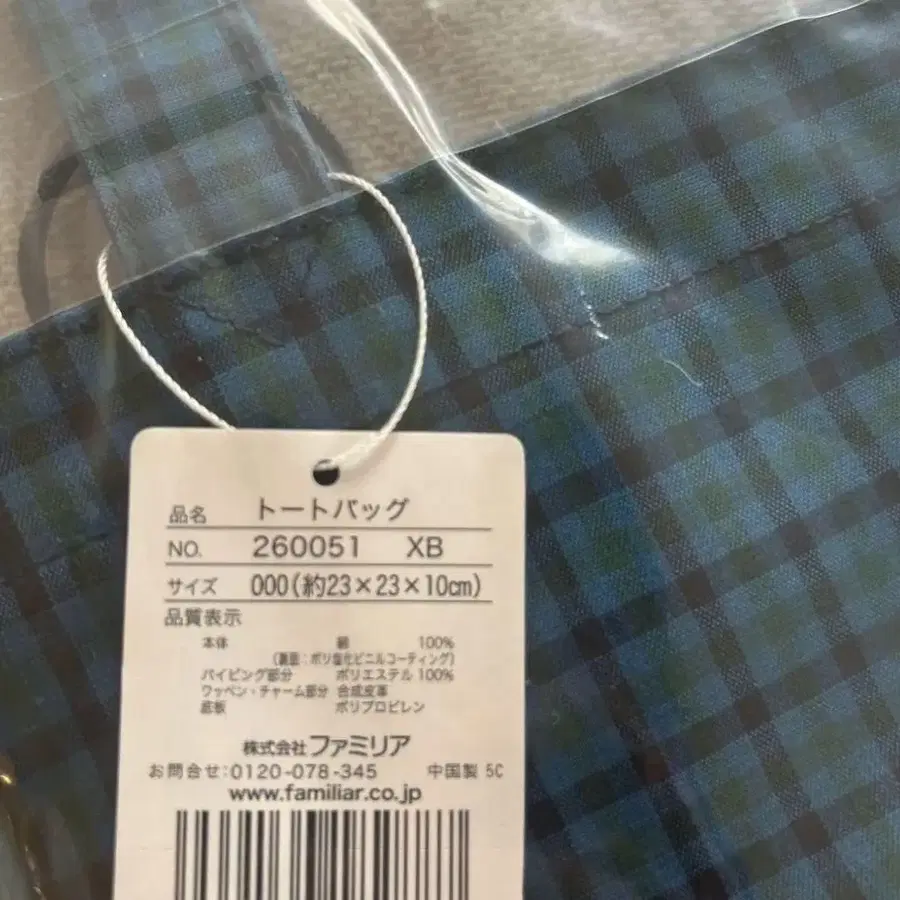 品名 トートバッグ
NO. 260051 XB
サイズ 000(約23×23×10cm)
品質表示
本体 綿 100%
(裏面:ポリ塩化ビニルコーティング)
パイピング部分 ポリエステル 100%
ワッペン・チャーム部分 合成皮革
底板 ポリプロピレン
株式会社ファミリア
お問合せ:0120-078-345 中国製 5C
www.familiar.co.jp